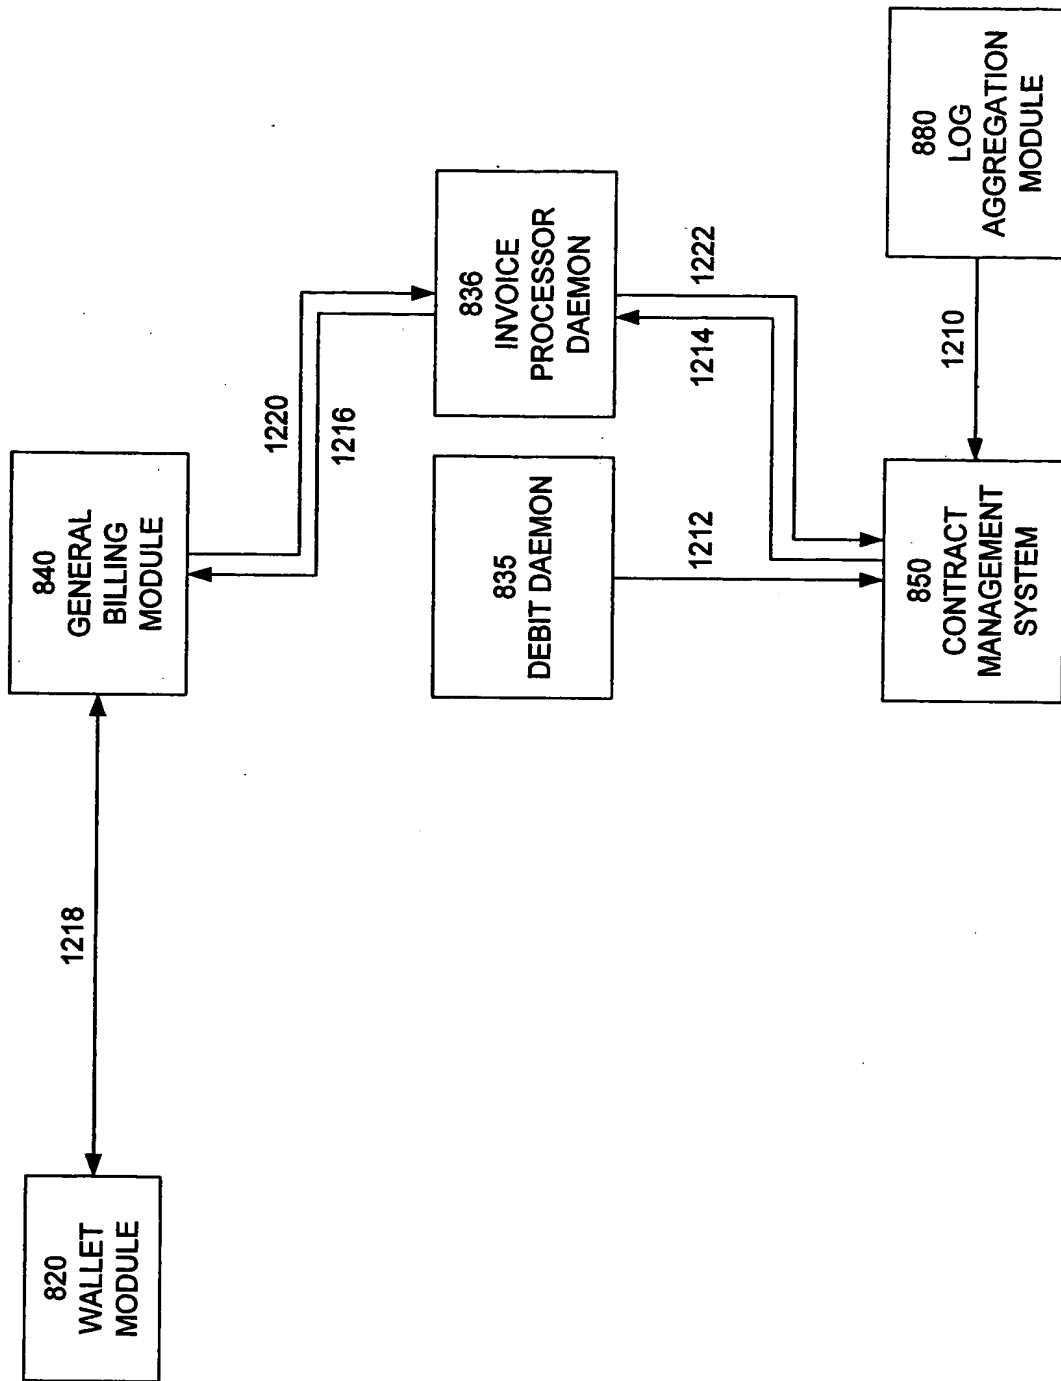 820
WALLET
MODULE
1218
840
GENERAL
BILLING
MODULE
1220
1216
835
DEBIT DAEMON
836
INVOICE
PROCESSOR
DAEMON
1212
1214
1222
850
CONTRACT
MANAGEMENT
SYSTEM
1210
880
LOG
AGGREGATION
MODULE